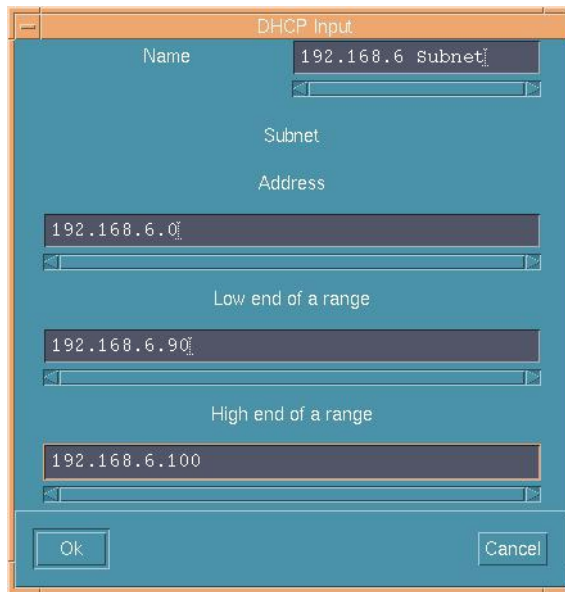 DHCP Input
Name 192.168.6 Subnet
Subnet
Address
192.168.6.0
Low end of a range
192.168.6.90
High end of a range
192.168.6.100
Ok Cancel